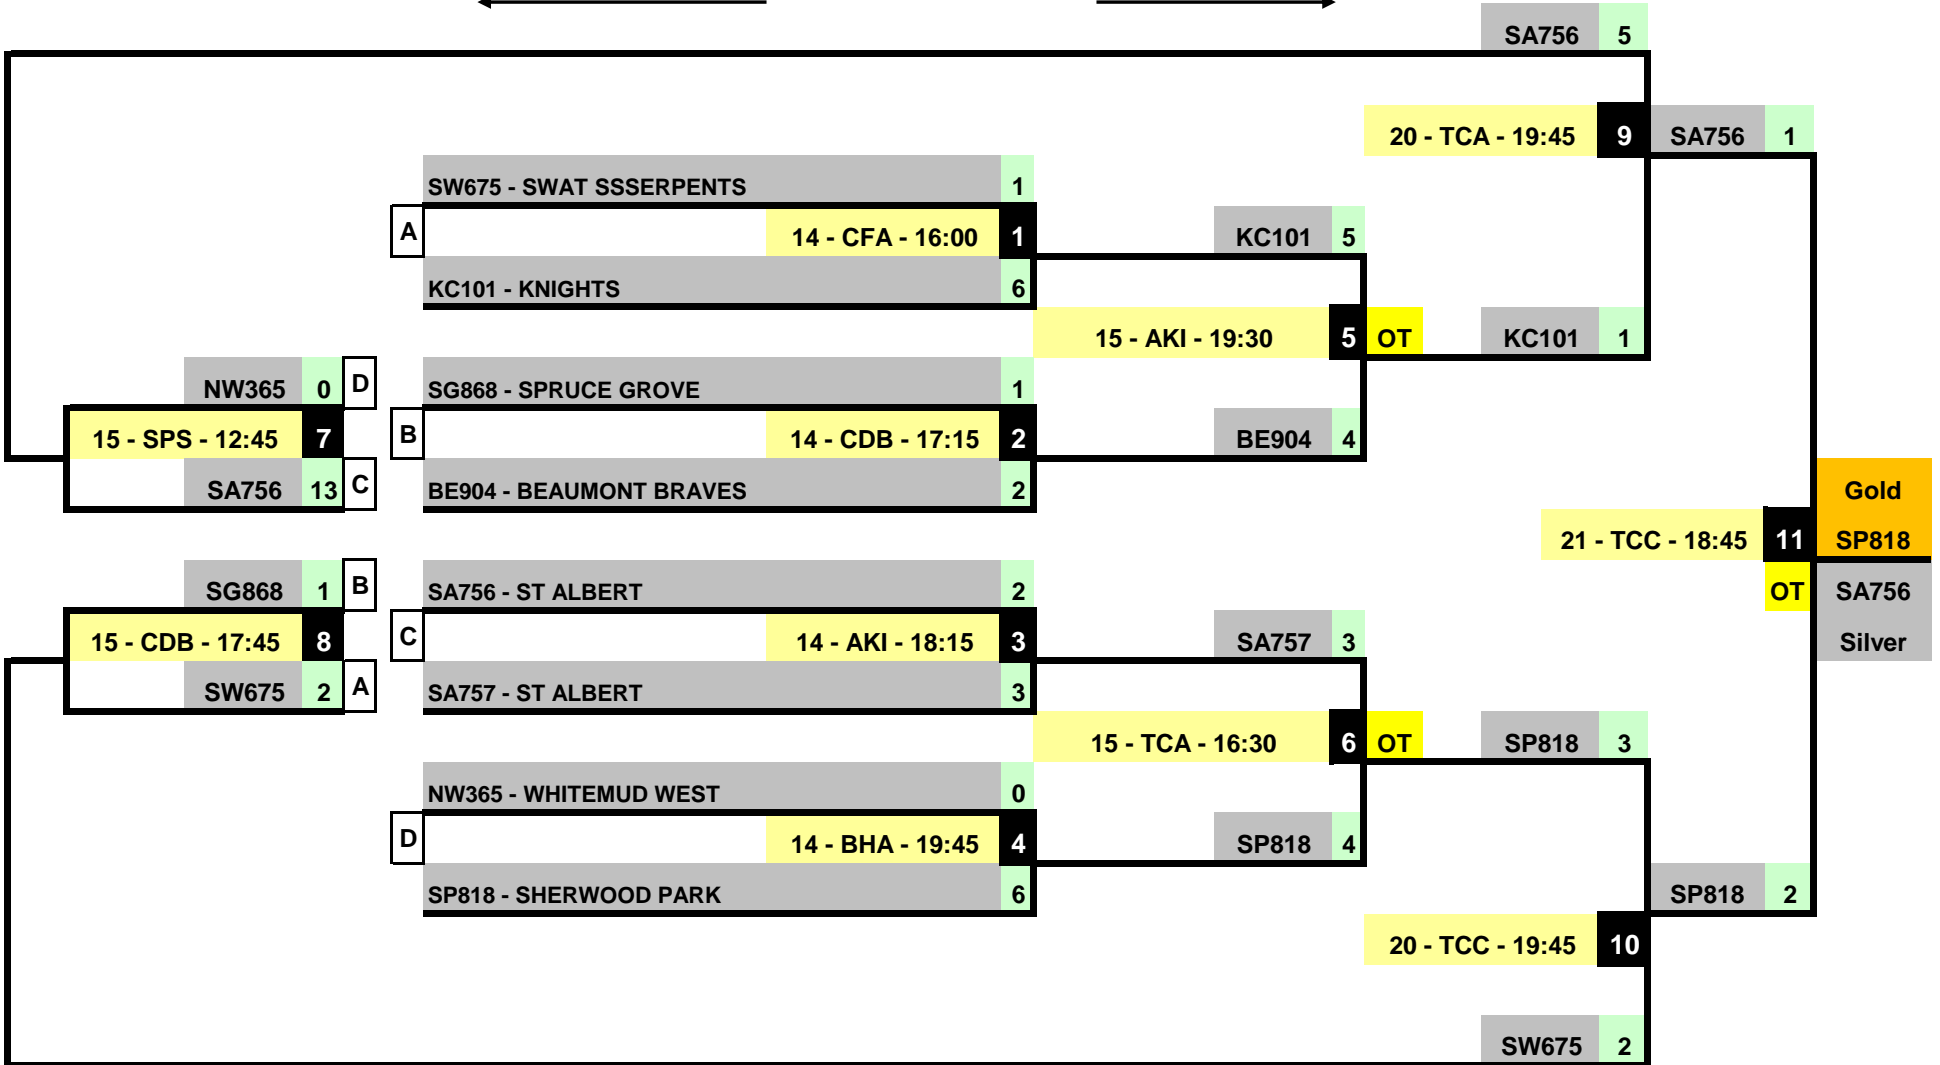 SA756 5
20 - TCA - 19:45 9 SA756 1
SW675 - SWAT SSSERPENTS 1
A 14 - CFA - 16:00 1 KC101 5
KC101 - KNIGHTS 6
15 - AKI - 19:30 5 OT KC101 1
NW365 0 D SG868 - SPRUCE GROVE 1
15 - SPS - 12:45 7 B 14 - CDB - 17:15 2 BE904 4
SA756 13 C BE904 - BEAUMONT BRAVES 2 Gold
21 - TCC - 18:45 11 SP818
SG868 1 B SA756 - ST ALBERT 2 OT SA756
15 - CDB - 17:45 8 C 14 - AKI - 18:15 3 SA757 3 Silver
SW675 2 A SA757 - ST ALBERT 3
15 - TCA - 16:30 6 OT SP818 3
NW365 - WHITEMUD WEST 0
D 14 - BHA - 19:45 4 SP818 4
SP818 - SHERWOOD PARK 6 SP818 2
20 - TCC - 19:45 10
SW675 2